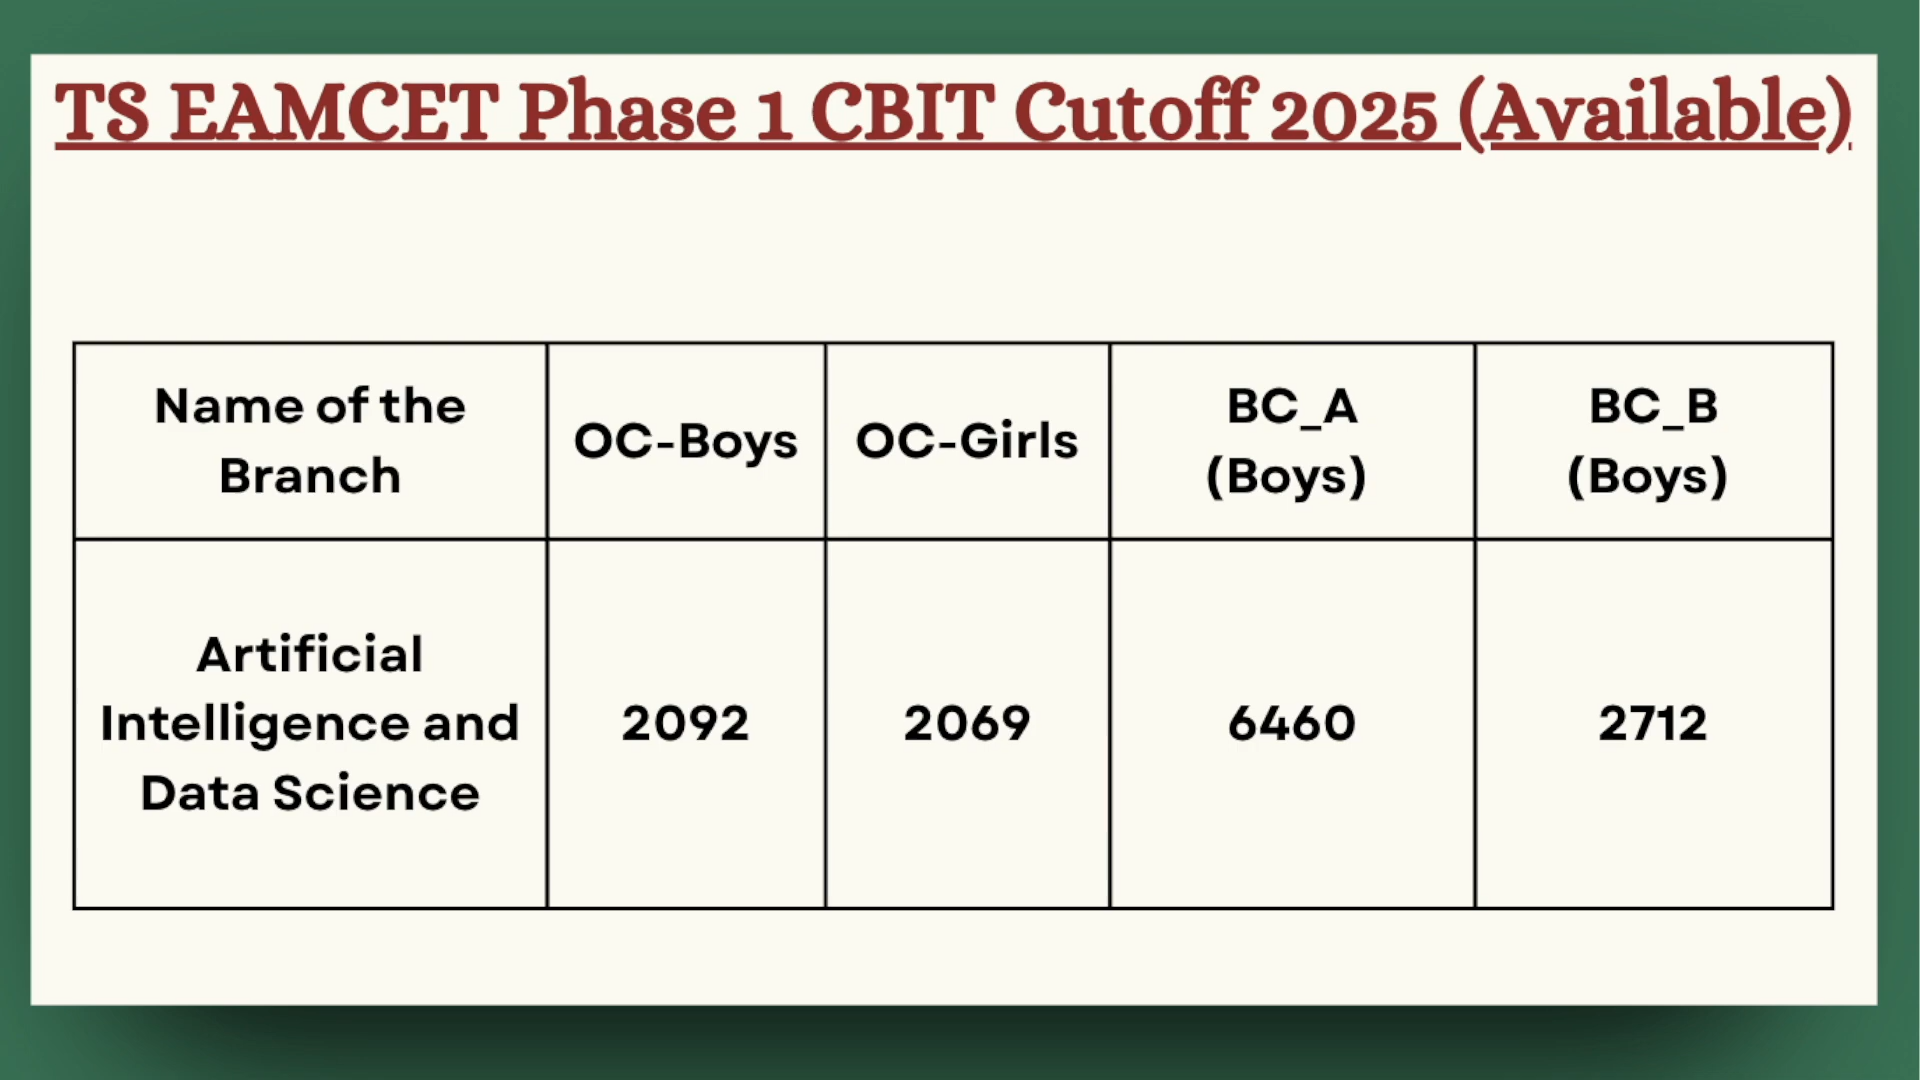 TS EAMCET Phase 1 CBIT Cutoff 2025 (Available)
Name of the
Branch
OC-Boys
OC-Girls
BC_A
(Boys)
BC_B
(Boys)
Artificial
Intelligence and
Data Science
2092
2069
6460
2712